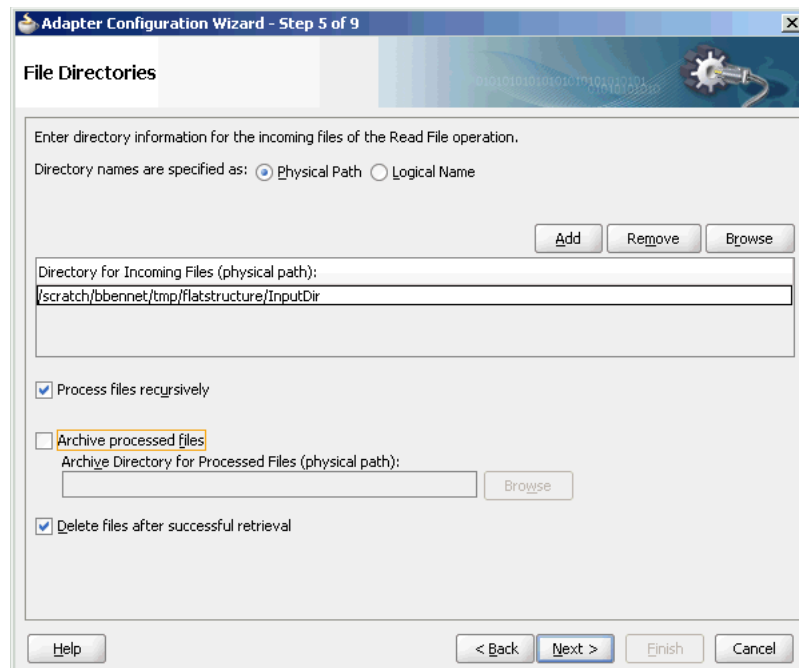 Adapter Configuration Wizard - Step 5 of 9
File Directories
Enter directory information for the incoming files of the Read File operation.
Directory names are specified as: Physical Path Logical Name
Add Remove Browse
Directory for Incoming Files (physical path):
/scratch/bbennet/tmp/flatstructure/InputDir
Process files recursively
Archive processed files
Archive Directory for Processed Files (physical path):
Browse
Delete files after successful retrieval
Help < Back Next > Finish Cancel